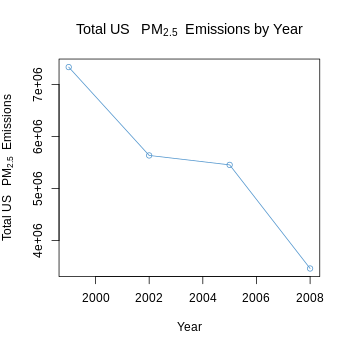 Total US PM2.5 Emissions by Year
Total US PM2.5 Emissions
7e+06
6e+06
5e+06
4e+06
2000 2002 2004 2006 2008
Year